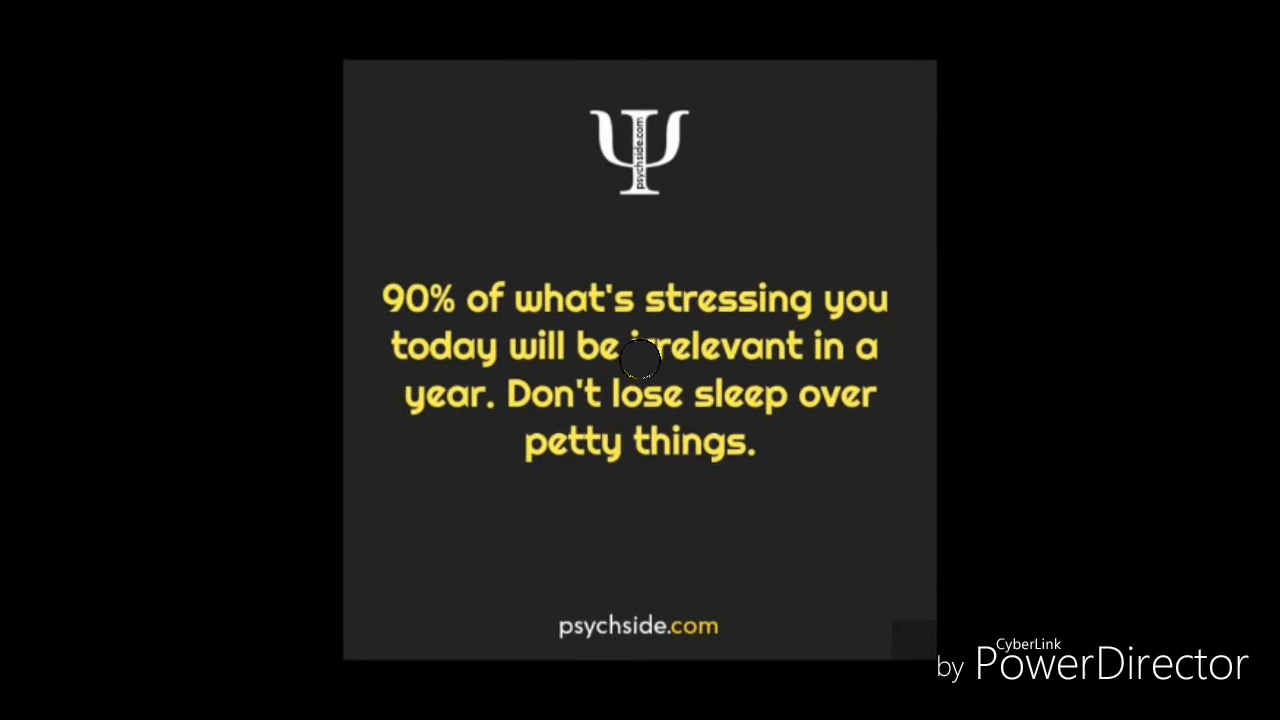 psychside.com
90% of what's stressing you
today will be irrelevant in a
year. Don't lose sleep over
petty things.
psychside.com
CyberLink
by PowerDirector